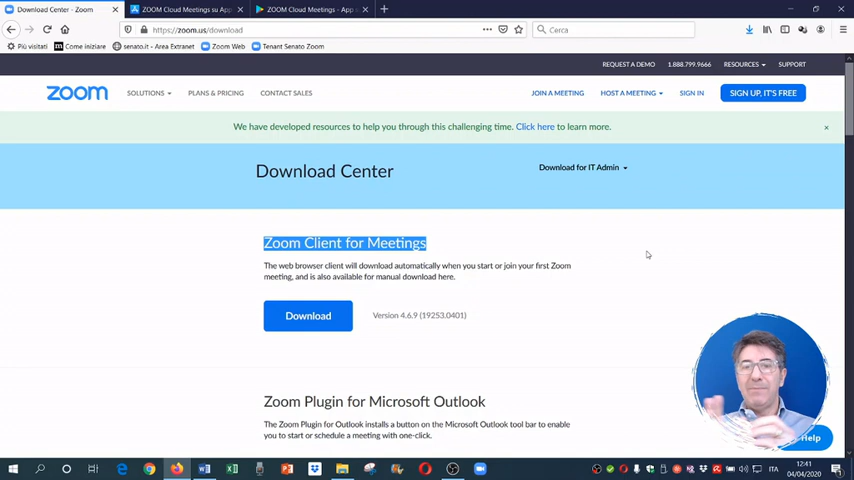 Download Center - Zoom
ZOOM Cloud Meetings su App
ZOOM Cloud Meetings - App
https://zoom.us/download
Cerca
Più visitati
Come iniziare
senato.it - Area Extranet
Zoom Web
Tenant Senato Zoom
REQUEST A DEMO
1.888.799.9666
RESOURCES
SUPPORT
zoom
SOLUTIONS
PLANS & PRICING
CONTACT SALES
JOIN A MEETING
HOST A MEETING
SIGN IN
SIGN UP, IT'S FREE
We have developed resources to help you through this challenging time. Click here to learn more.
Download Center
Download for IT Admin
Zoom Client for Meetings
The web browser client will download automatically when you start or join your first Zoom
meeting, and is also available for manual download here.
Download
Version 4.6.9 (19253.0401)
Zoom Plugin for Microsoft Outlook
The Zoom Plugin for Outlook installs a button on the Microsoft Outlook tool bar to enable
you to start or schedule a meeting with one-click.
Help
ITA
12:41
04/04/2020